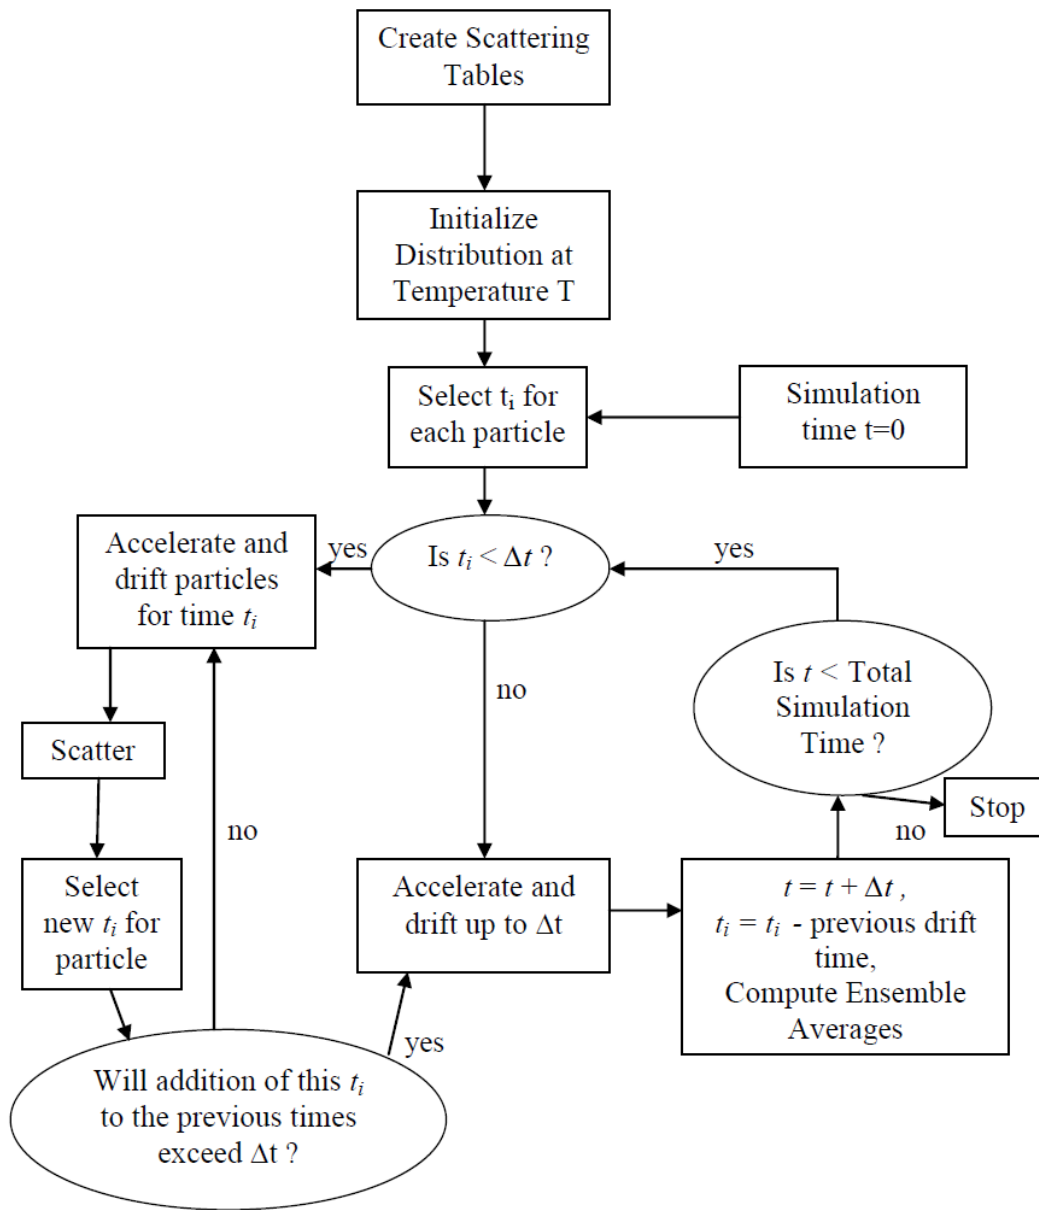 Create Scattering
Tables
Initialize
Distribution at
Temperature T
Select tᵢ for
each particle
Simulation
time t=0
Is tᵢ < Δt ?
yes
Accelerate and
drift particles
for time tᵢ
yes
Is t < Total
Simulation
Time ?
no
Scatter
no
Stop
no
Select
new tᵢ for
particle
Accelerate and
drift up to Δt
t = t + Δt ,
tᵢ = tᵢ - previous drift
time,
Compute Ensemble
Averages
yes
Will addition of this tᵢ
to the previous times
exceed Δt ?